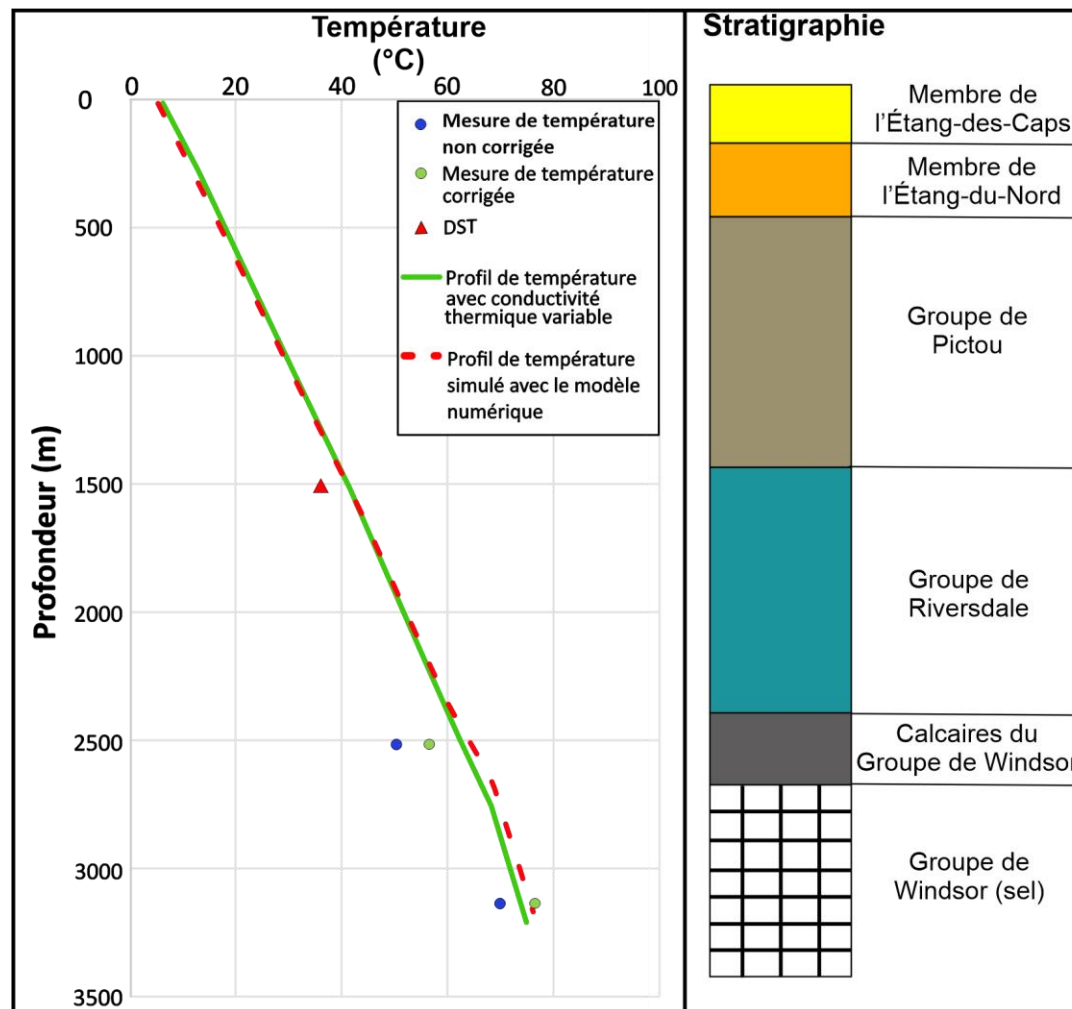 Température
(°C)
0 20 40 60 80 100
0
500
1000
1500
2000
2500
3000
3500
Profondeur (m)
Mesure de température
non corrigée
Mesure de température
corrigée
DST
Profil de température
avec conductivité
thermique variable
Profil de température
simulé avec le modèle
numérique
Stratigraphie
Membre de
l'Étang-des-Caps
Membre de
l'Étang-du-Nord
Groupe de
Pictou
Groupe de
Riversdale
Calcaires du
Groupe de Windsor
Groupe de
Windsor (sel)